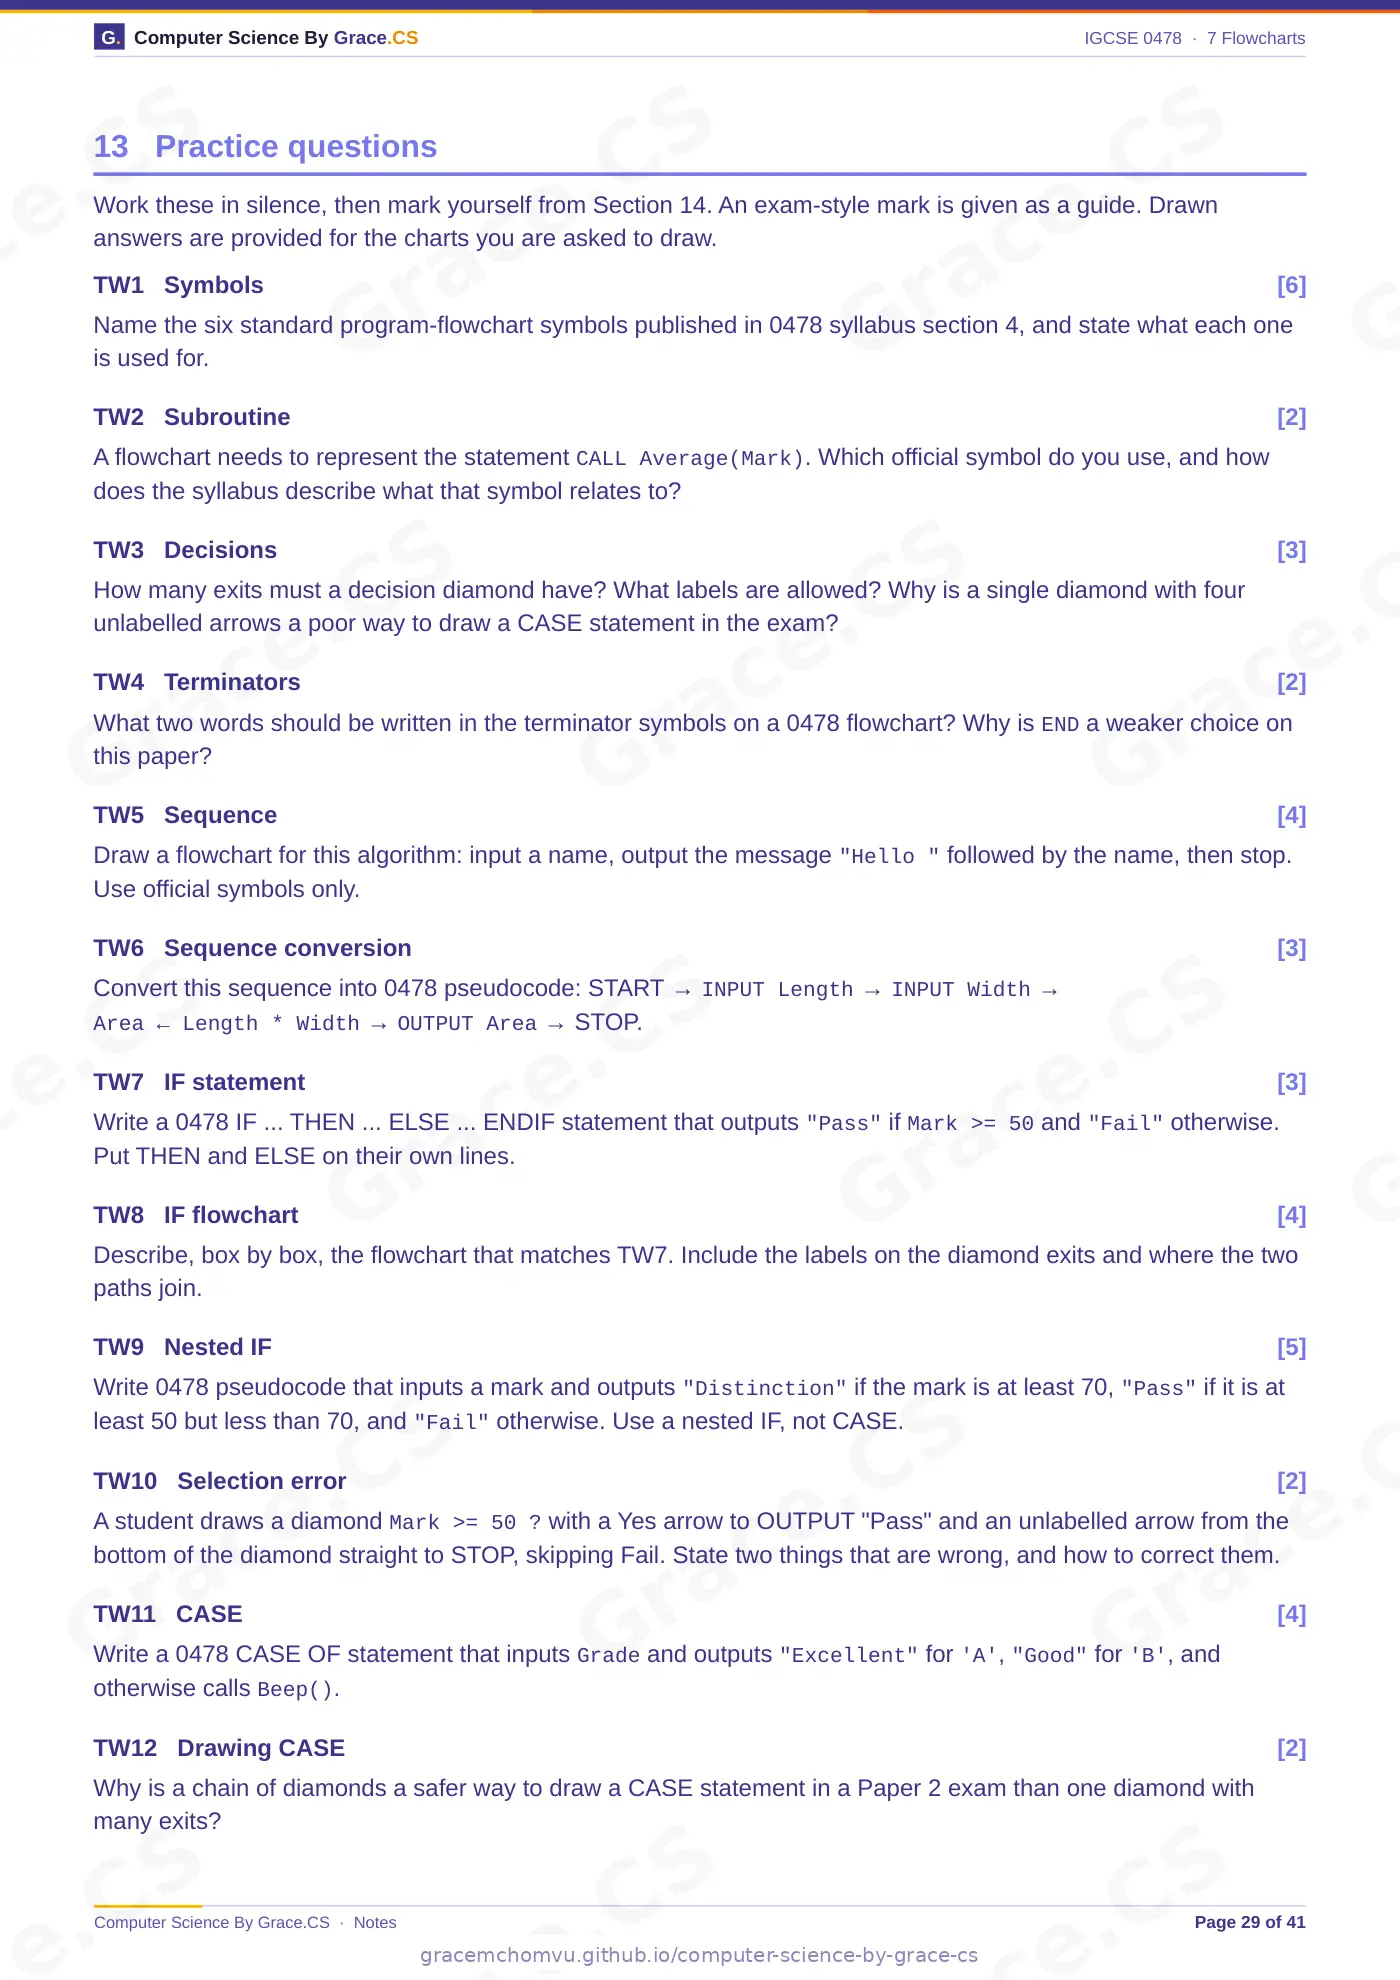 G. Computer Science By Grace.CS
IGCSE 0478 · 7 Flowcharts
13 Practice questions
Work these in silence, then mark yourself from Section 14. An exam-style mark is given as a guide. Drawn
answers are provided for the charts you are asked to draw.
TW1 Symbols [6]
Name the six standard program-flowchart symbols published in 0478 syllabus section 4, and state what each one
is used for.
TW2 Subroutine [2]
A flowchart needs to represent the statement CALL Average(Mark). Which official symbol do you use, and how
does the syllabus describe what that symbol relates to?
TW3 Decisions [3]
How many exits must a decision diamond have? What labels are allowed? Why is a single diamond with four
unlabelled arrows a poor way to draw a CASE statement in the exam?
TW4 Terminators [2]
What two words should be written in the terminator symbols on a 0478 flowchart? Why is END a weaker choice on
this paper?
TW5 Sequence [4]
Draw a flowchart for this algorithm: input a name, output the message "Hello " followed by the name, then stop.
Use official symbols only.
TW6 Sequence conversion [3]
Convert this sequence into 0478 pseudocode: START → INPUT Length → INPUT Width →
Area ← Length * Width → OUTPUT Area → STOP.
TW7 IF statement [3]
Write a 0478 IF ... THEN ... ELSE ... ENDIF statement that outputs "Pass" if Mark >= 50 and "Fail" otherwise.
Put THEN and ELSE on their own lines.
TW8 IF flowchart [4]
Describe, box by box, the flowchart that matches TW7. Include the labels on the diamond exits and where the two
paths join.
TW9 Nested IF [5]
Write 0478 pseudocode that inputs a mark and outputs "Distinction" if the mark is at least 70, "Pass" if it is at
least 50 but less than 70, and "Fail" otherwise. Use a nested IF, not CASE.
TW10 Selection error [2]
A student draws a diamond Mark >= 50 ? with a Yes arrow to OUTPUT "Pass" and an unlabelled arrow from the
bottom of the diamond straight to STOP, skipping Fail. State two things that are wrong, and how to correct them.
TW11 CASE [4]
Write a 0478 CASE OF statement that inputs Grade and outputs "Excellent" for 'A', "Good" for 'B', and
otherwise calls Beep().
TW12 Drawing CASE [2]
Why is a chain of diamonds a safer way to draw a CASE statement in a Paper 2 exam than one diamond with
many exits?
Computer Science By Grace.CS · Notes
Page 29 of 41
gracemchomvu.github.io/computer-science-by-grace-cs